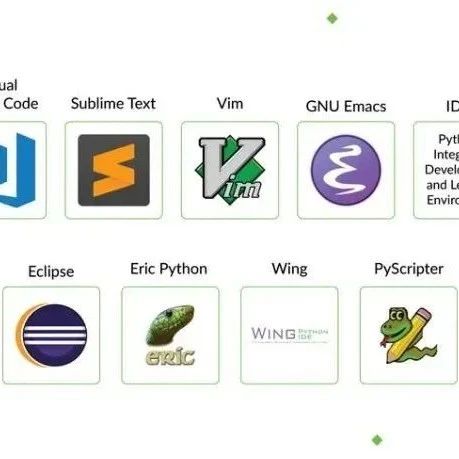 ual
Code
Sublime Text
Vim
GNU Emacs
ID
Vim
Pyth
Integ
Develo
and Le
Enviro
Eclipse
Eric Python
Wing
PyScripter
eric
WING PYTHON
IDE